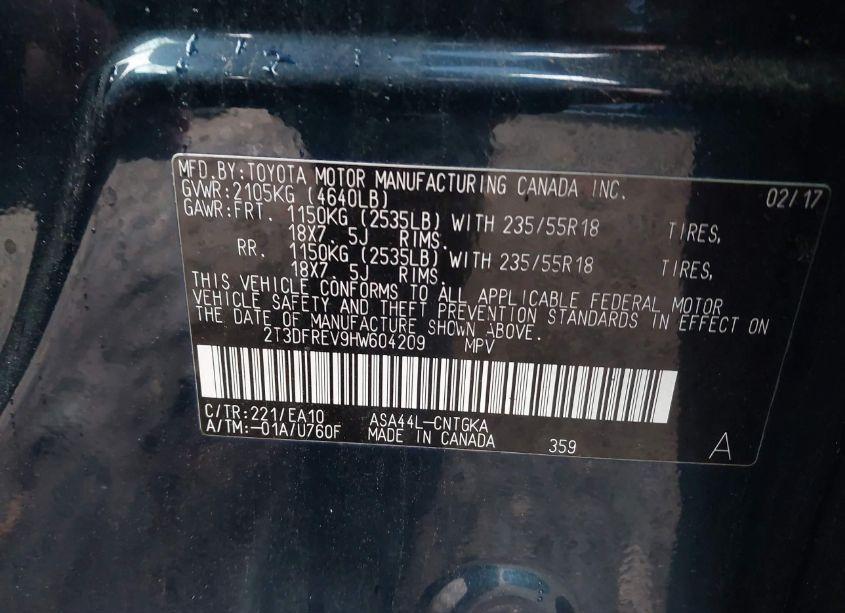 MFD.BY:TOYOTA MOTOR MANUFACTURING CANADA INC. 02/17
GVWR:2105KG (4640LB)
GAWR:FRT. 1150KG (2535LB) WITH 235/55R18 TIRES,
18X7. 5J RIMS.
RR. 1150KG (2535LB) WITH 235/55R18 TIRES,
18X7. 5J RIMS.
THIS VEHICLE CONFORMS TO ALL APPLICABLE FEDERAL MOTOR
VEHICLE SAFETY AND THEFT PREVENTION STANDARDS IN EFFECT ON
THE DATE OF MANUFACTURE SHOWN ABOVE.
2T3DFREV9HW604209 MPV
C/TR:221/EA10 ASA44L-CNTGKA
A/TM:-01A/U760F MADE IN CANADA 359 A